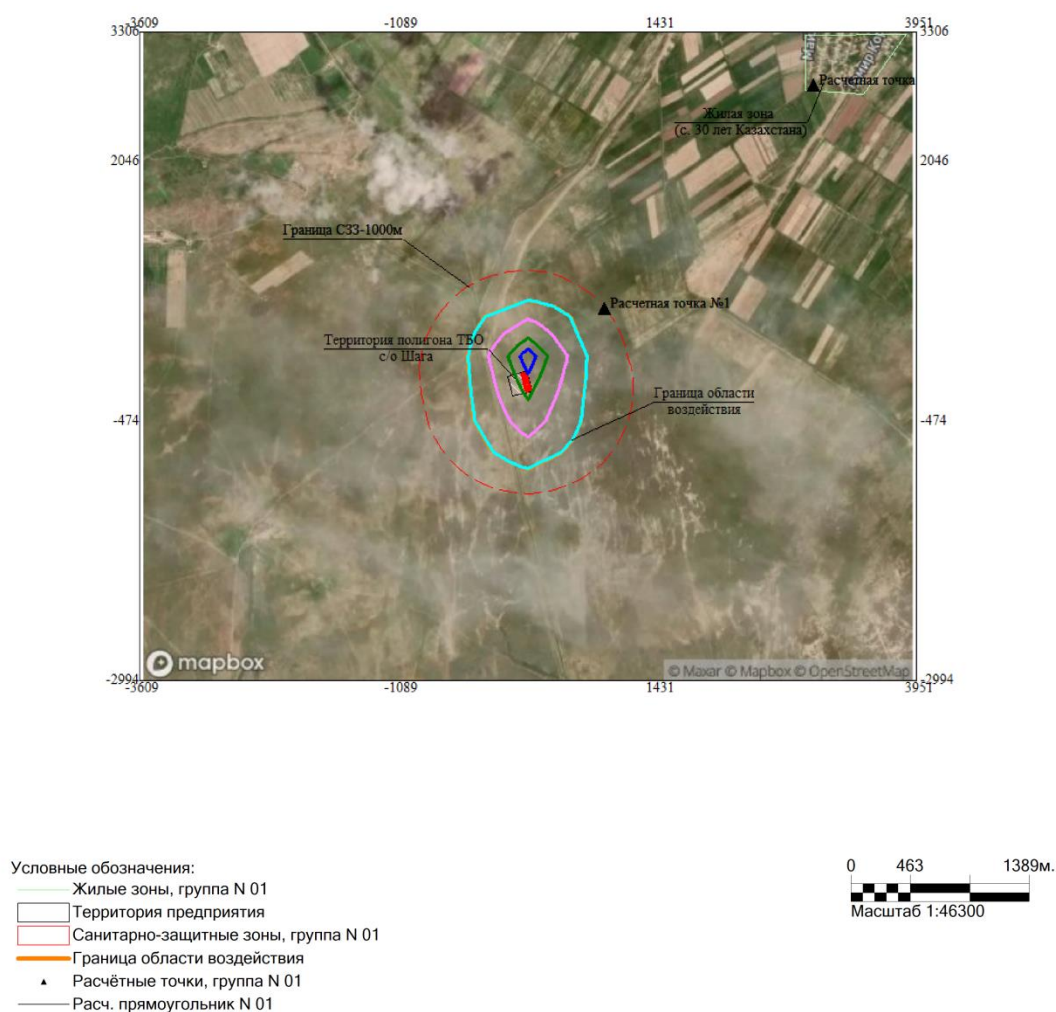 -3609 -1089 1431 3951
3306 3306
Расчетная точка
Жилая зона
(с. 30 лет Казахстана)
2046 2046
Граница СЗЗ-1000м
Расчетная точка №1
Территория полигона ТБО
с/о Шага
Граница области
воздействия
-474 -474
mapbox
© Maxar © Mapbox © OpenStreetMap
-2994 -2994
-3609 -1089 1431 3951
Условные обозначения:
Жилые зоны, группа N 01
Территория предприятия
Санитарно-защитные зоны, группа N 01
Граница области воздействия
Расчётные точки, группа N 01
Расч. прямоугольник N 01
0 463 1389м.
Масштаб 1:46300